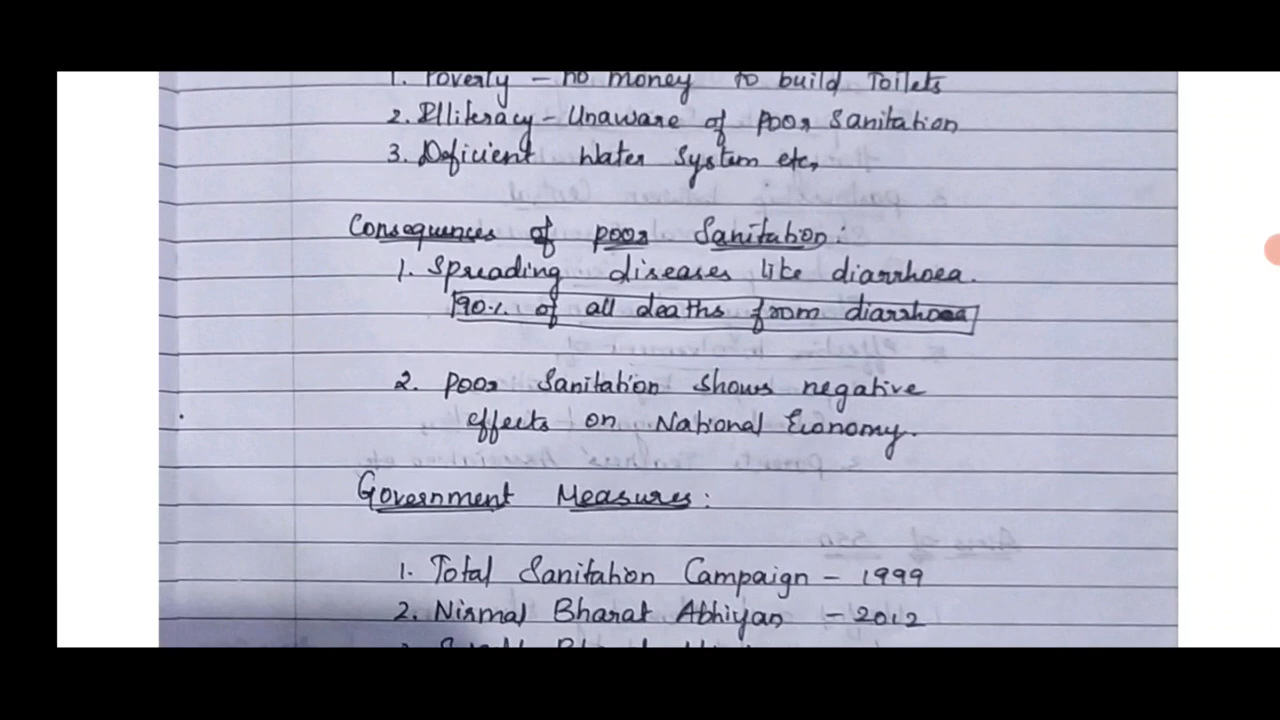 1. Poverty - no money to build Toilets
2. Illiteracy - Unaware of poor Sanitation
3. Deficient Water System etc,
Consequences of poor Sanitation:
1. Spreading diseases like diarrhoea.
90% of all deaths from diarrhoea
2. poor Sanitation shows negative
effects on National Economy.
Government Measures:
1. Total Sanitation Campaign - 1999
2. Nirmal Bharat Abhiyan - 2012